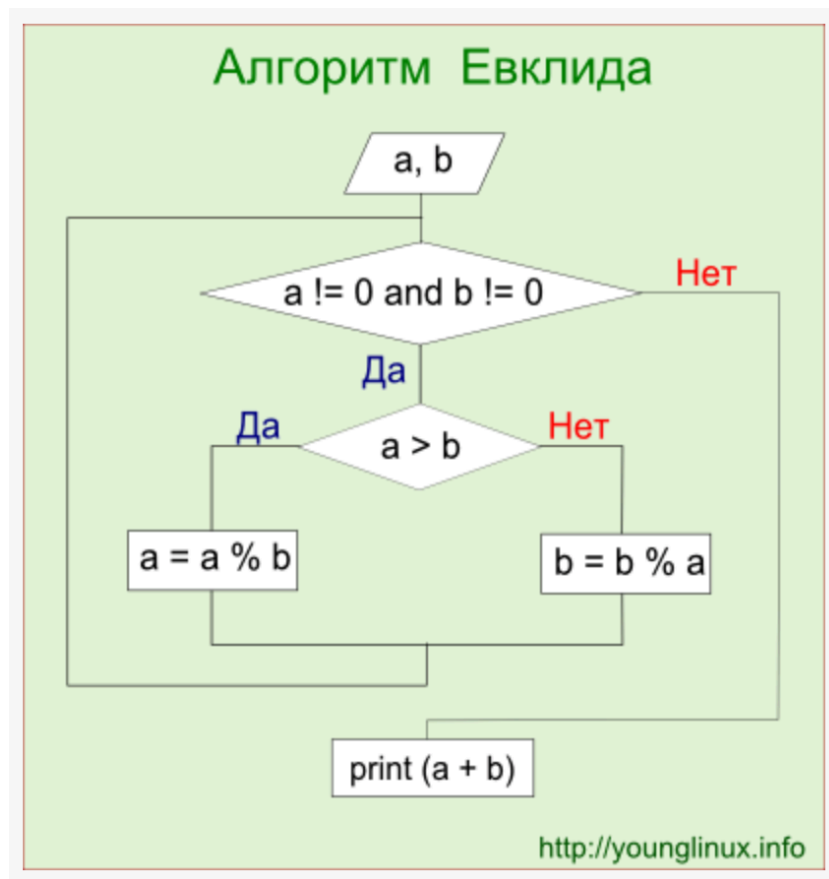 Алгоритм Евклида
a, b
a != 0 and b != 0
Нет
Да
Да
a > b
Нет
a = a % b
b = b % a
print (a + b)
http://younglinux.info